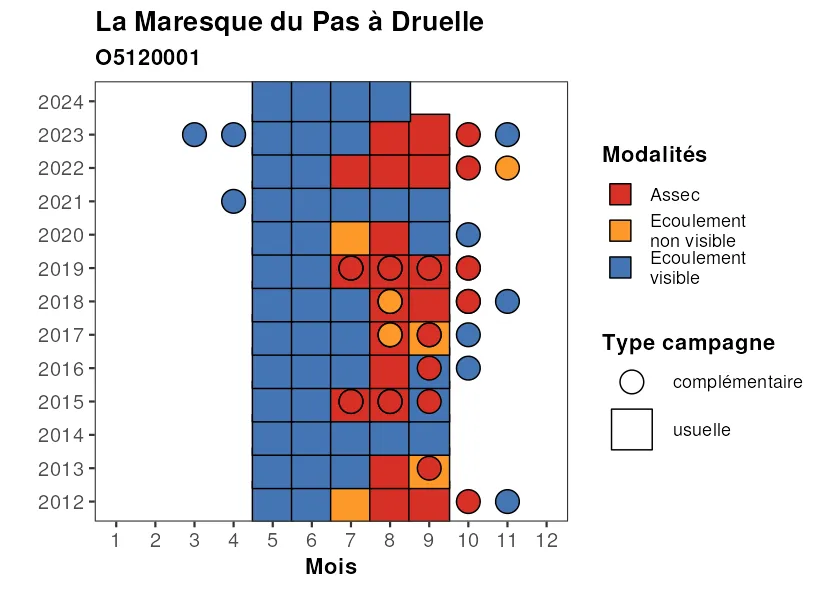 La Maresque du Pas à Druelle
O5120001
2024
2023
2022
2021
2020
2019
2018
2017
2016
2015
2014
2013
2012
1 2 3 4 5 6 7 8 9 10 11 12
Mois
Modalités
Assec
Ecoulement
non visible
Ecoulement
visible
Type campagne
complémentaire
usuelle